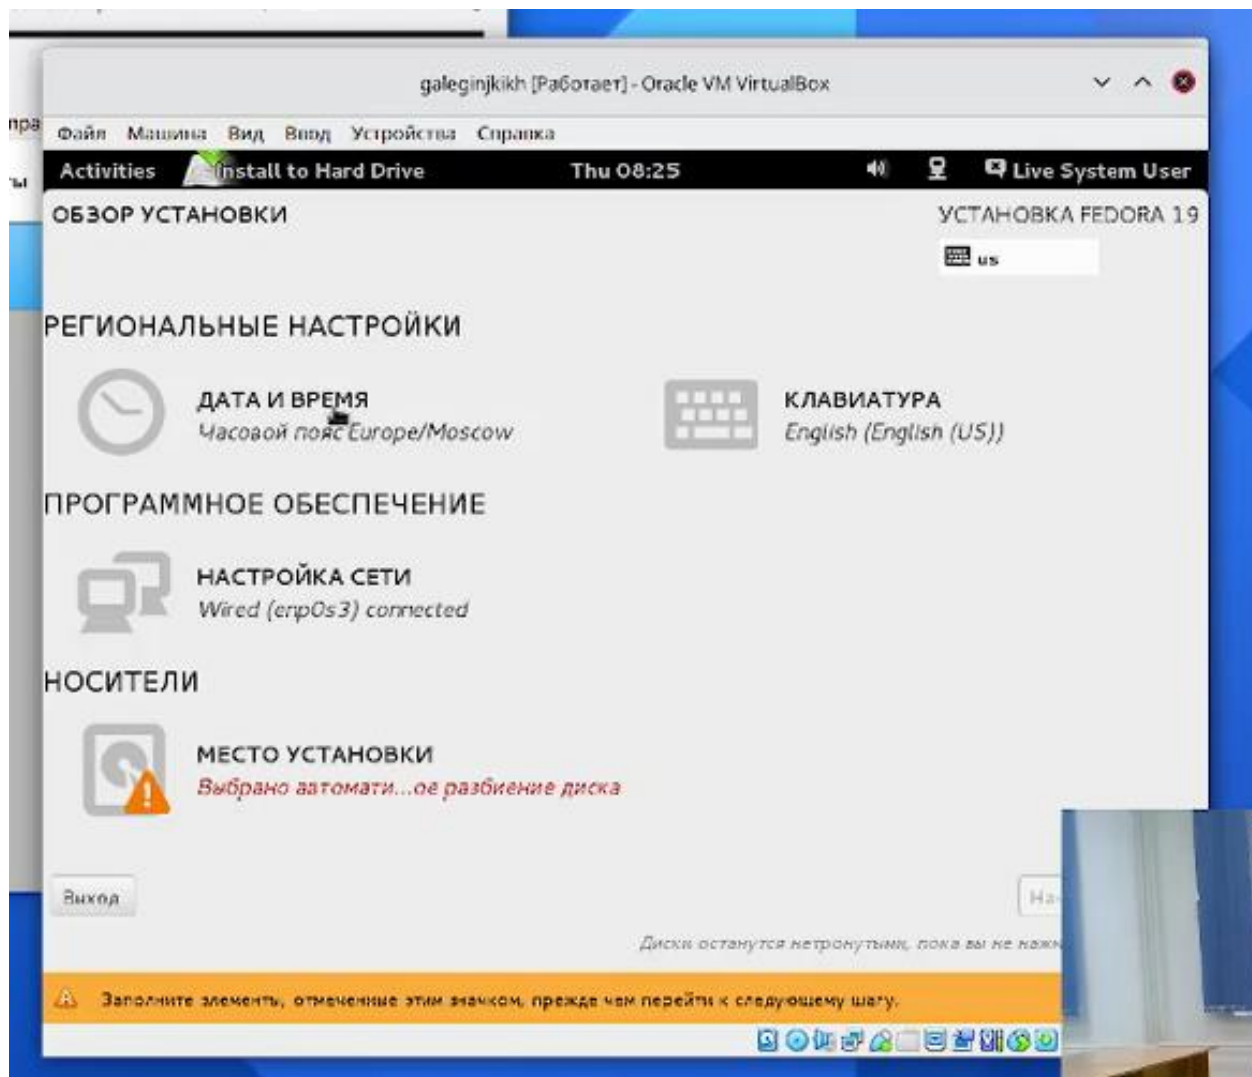 galeginjkikh [Работает] - Oracle VM VirtualBox
Файл Машина Вид Ввод Устройства Справка
Activities Install to Hard Drive Thu 08:25 Live System User
ОБЗОР УСТАНОВКИ УСТАНОВКА FEDORA 19
us
РЕГИОНАЛЬНЫЕ НАСТРОЙКИ
ДАТА И ВРЕМЯ КЛАВИАТУРА
Часовой пояс Europe/Moscow English (English (US))
ПРОГРАММНОЕ ОБЕСПЕЧЕНИЕ
НАСТРОЙКА СЕТИ
Wired (enp0s3) connected
НОСИТЕЛИ
МЕСТО УСТАНОВКИ
Выбрано автомати...ое разбиение диска
Выход На
Диски останутся нетронутыми, пока вы не наж
Заполните элементы, отмеченные этим значком, прежде чем перейти к следующему шагу.